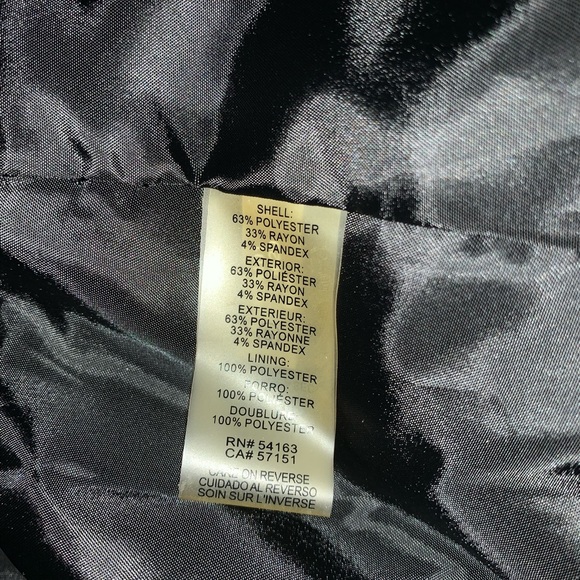 SHELL:
63% POLYESTER
33% RAYON
4% SPANDEX
EXTERIOR:
63% POLIÉSTER
33% RAYON
4% SPANDEX
EXTERIEUR:
63% POLYESTER
33% RAYONNE
4% SPANDEX
LINING:
100% POLYESTER
FORRO:
100% POLIÉSTER
DOUBLURE:
100% POLYESTER
RN# 54163
CA# 57151
CARE ON REVERSE
CUIDADO AL REVERSO
SOIN SUR L'INVERSE